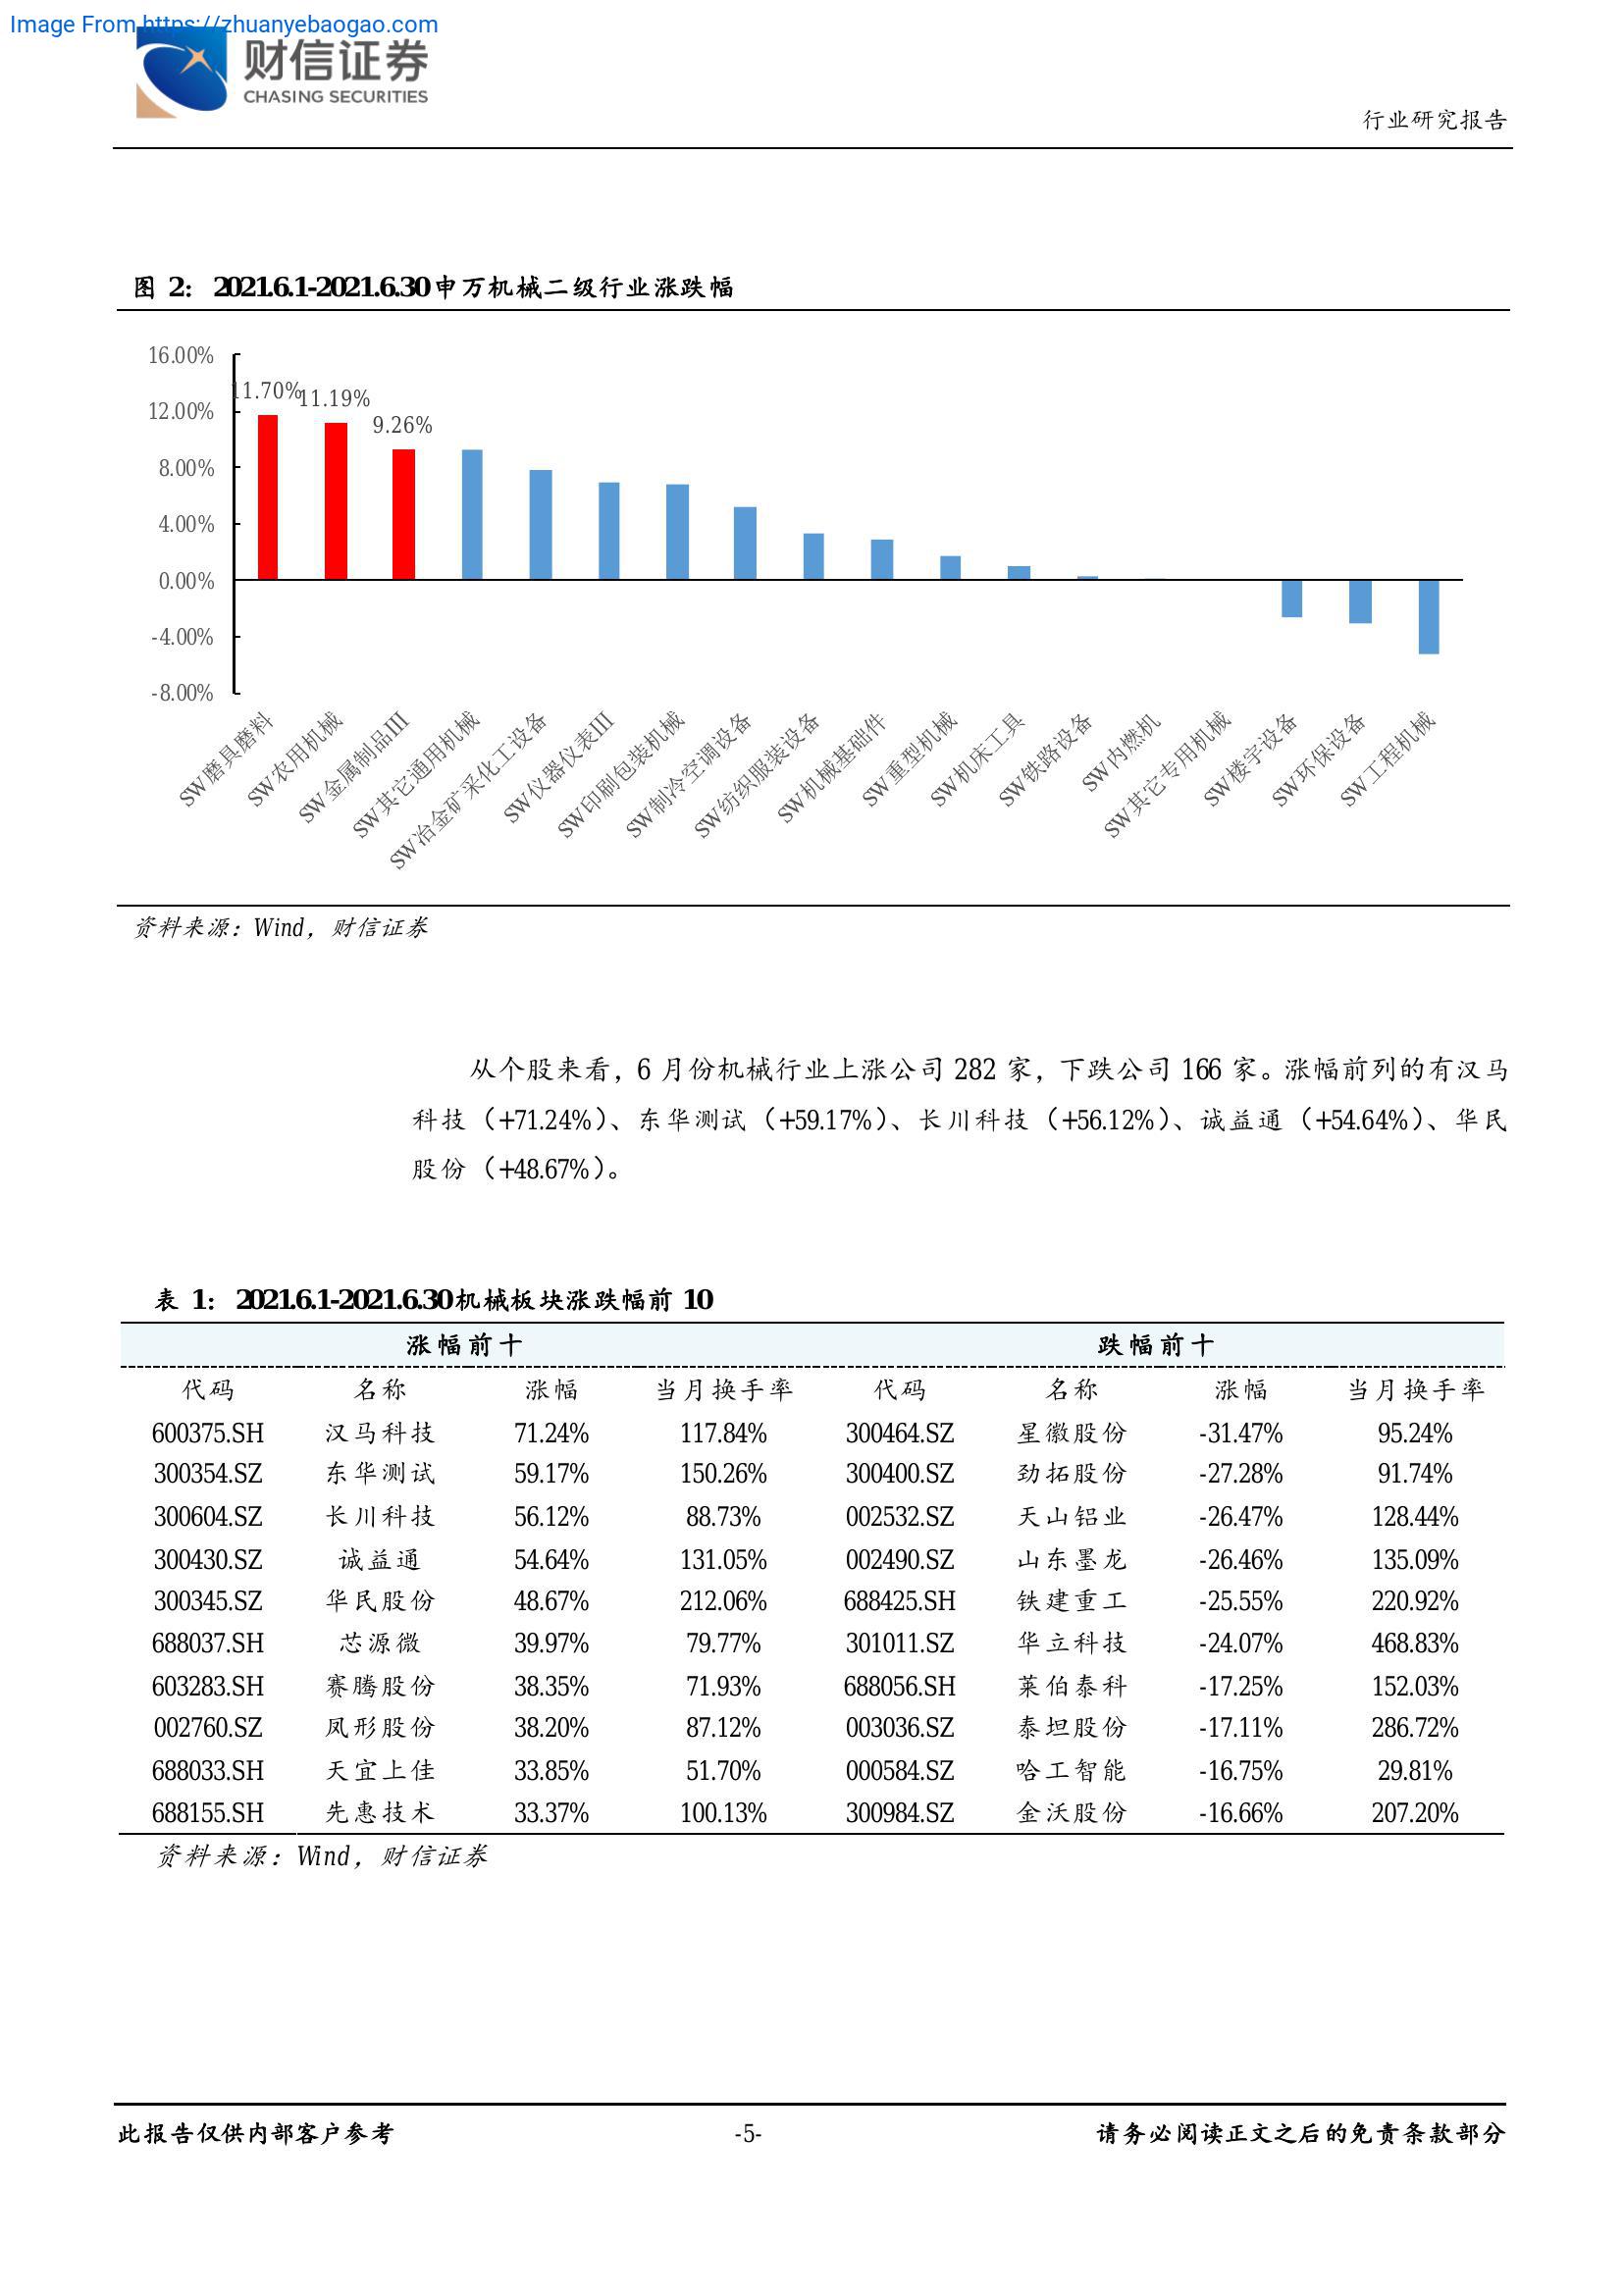 Image From https://zhuanyebaogao.com
财信证券
CHASING SECURITIES
行业研究报告
图 2: 2021.6.1-2021.6.30申万机械二级行业涨跌幅
16.00%
12.00%
8.00%
4.00%
0.00%
-4.00%
-8.00%
11.70%
11.19%
9.26%
SW磨具磨料
SW农用机械
SW金属制品III
SW其它通用机械
SW冶金矿采化工设备
SW仪器仪表III
SW印刷包装机械
SW制冷空调设备
SW纺织服装设备
SW机械基础件
SW重型机械
SW机床工具
SW铁路设备
SW内燃机
SW其它专用机械
SW楼宇设备
SW环保设备
SW工程机械
资料来源：Wind，财信证券
从个股来看，6 月份机械行业上涨公司 282 家，下跌公司 166 家。涨幅前列的有汉马
科技（+71.24%）、东华测试（+59.17%）、长川科技（+56.12%）、诚益通（+54.64%）、华民
股份（+48.67%）。
表 1: 2021.6.1-2021.6.30机械板块涨跌幅前 10
涨幅前十 跌幅前十
代码 名称 涨幅 当月换手率 代码 名称 涨幅 当月换手率
600375.SH 汉马科技 71.24% 117.84% 300464.SZ 星徽股份 -31.47% 95.24%
300354.SZ 东华测试 59.17% 150.26% 300400.SZ 劲拓股份 -27.28% 91.74%
300604.SZ 长川科技 56.12% 88.73% 002532.SZ 天山铝业 -26.47% 128.44%
300430.SZ 诚益通 54.64% 131.05% 002490.SZ 山东墨龙 -26.46% 135.09%
300345.SZ 华民股份 48.67% 212.06% 688425.SH 铁建重工 -25.55% 220.92%
688037.SH 芯源微 39.97% 79.77% 301011.SZ 华立科技 -24.07% 468.83%
603283.SH 赛腾股份 38.35% 71.93% 688056.SH 莱伯泰科 -17.25% 152.03%
002760.SZ 凤形股份 38.20% 87.12% 003036.SZ 泰坦股份 -17.11% 286.72%
688033.SH 天宜上佳 33.85% 51.70% 000584.SZ 哈工智能 -16.75% 29.81%
688155.SH 先惠技术 33.37% 100.13% 300984.SZ 金沃股份 -16.66% 207.20%
资料来源：Wind，财信证券
此报告仅供内部客户参考 -5- 请务必阅读正文之后的免责条款部分